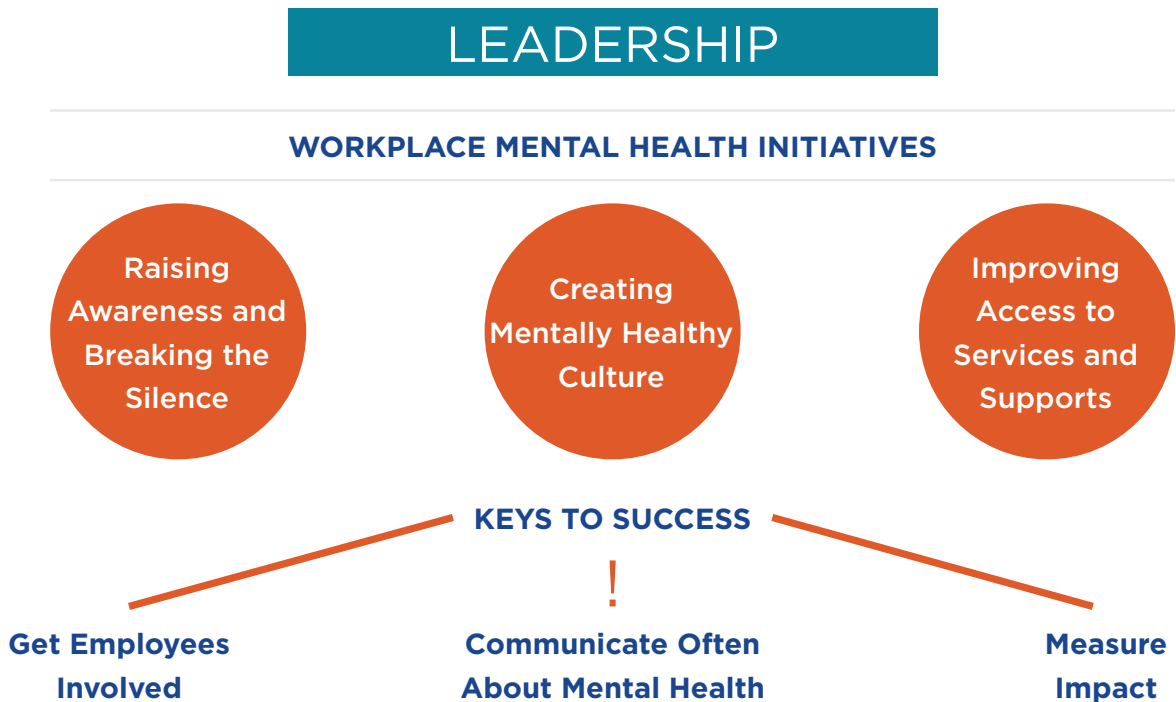 LEADERSHIP
WORKPLACE MENTAL HEALTH INITIATIVES
Raising
Awareness and
Breaking the
Silence
Creating
Mentally Healthy
Culture
Improving
Access to
Services and
Supports
KEYS TO SUCCESS
!
Get Employees
Involved
Communicate Often
About Mental Health
Measure
Impact